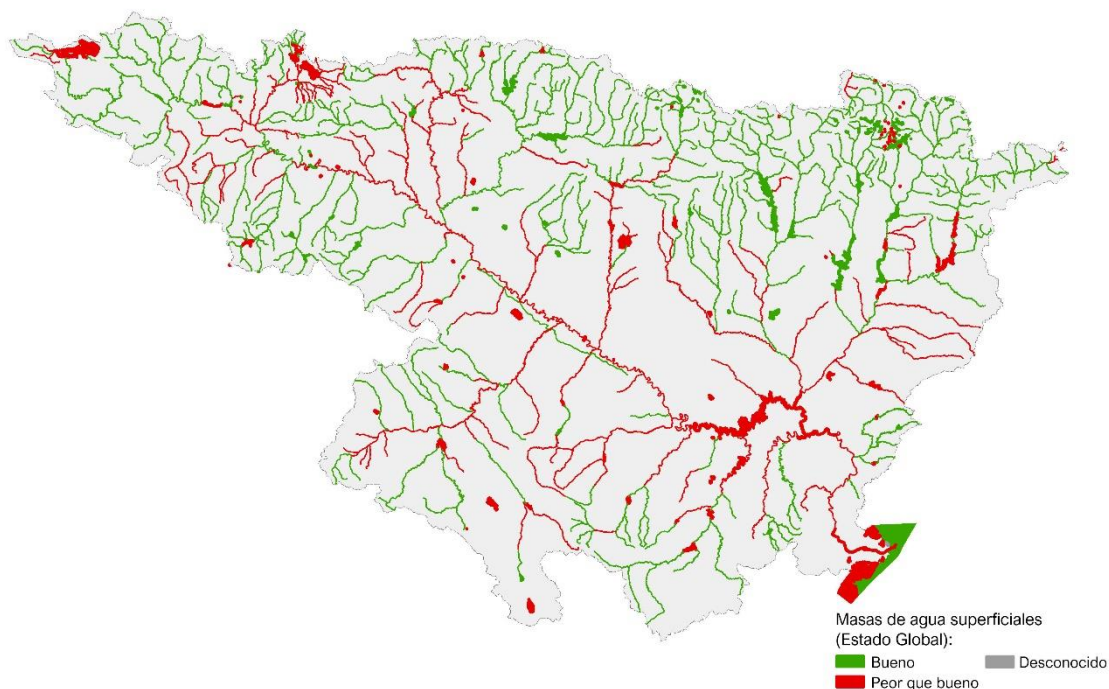 Masas de agua superficiales
(Estado Global):
Bueno
Desconocido
Peor que bueno